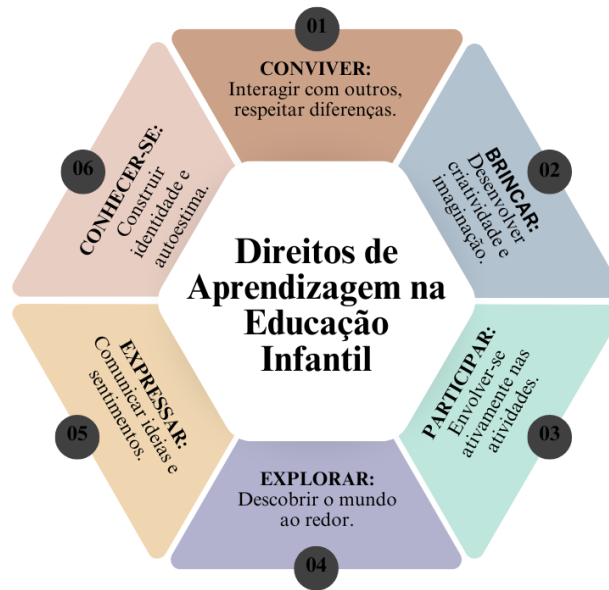 01
CONVIVER:
Interagir com outros,
respeitar diferenças.
02
BRINCAR:
Desenvolver
criatividade e
imaginação.
03
PARTICIPAR:
Envolver-se
ativamente nas
atividades.
04
EXPLORAR:
Descobrir o mundo
ao redor.
05
EXPRESSAR:
Comunicar ideias e
sentimentos.
06
CONHECER-SE:
Construir
identidade e
autoestima.
Direitos de
Aprendizagem na
Educação
Infantil